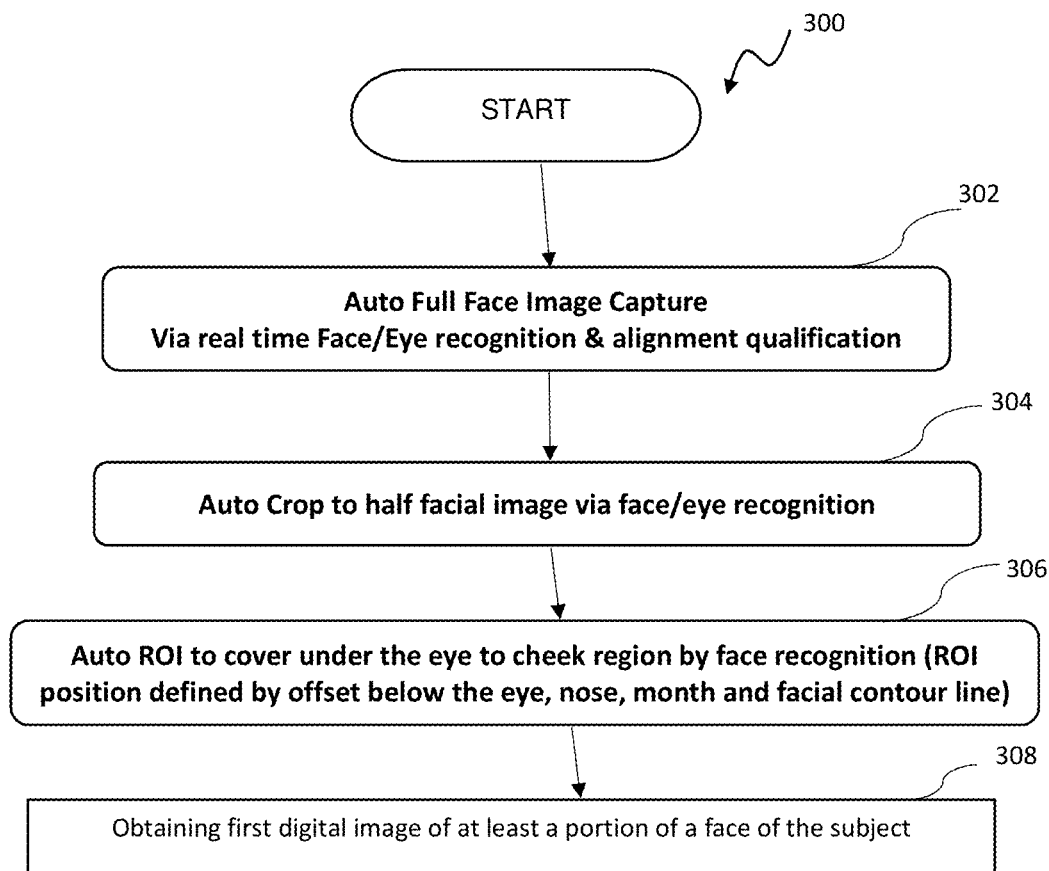 300
START
302
Auto Full Face Image Capture
Via real time Face/Eye recognition & alignment qualification
304
Auto Crop to half facial image via face/eye recognition
306
Auto ROI to cover under the eye to cheek region by face recognition (ROI
position defined by offset below the eye, nose, month and facial contour line)
308
Obtaining first digital image of at least a portion of a face of the subject